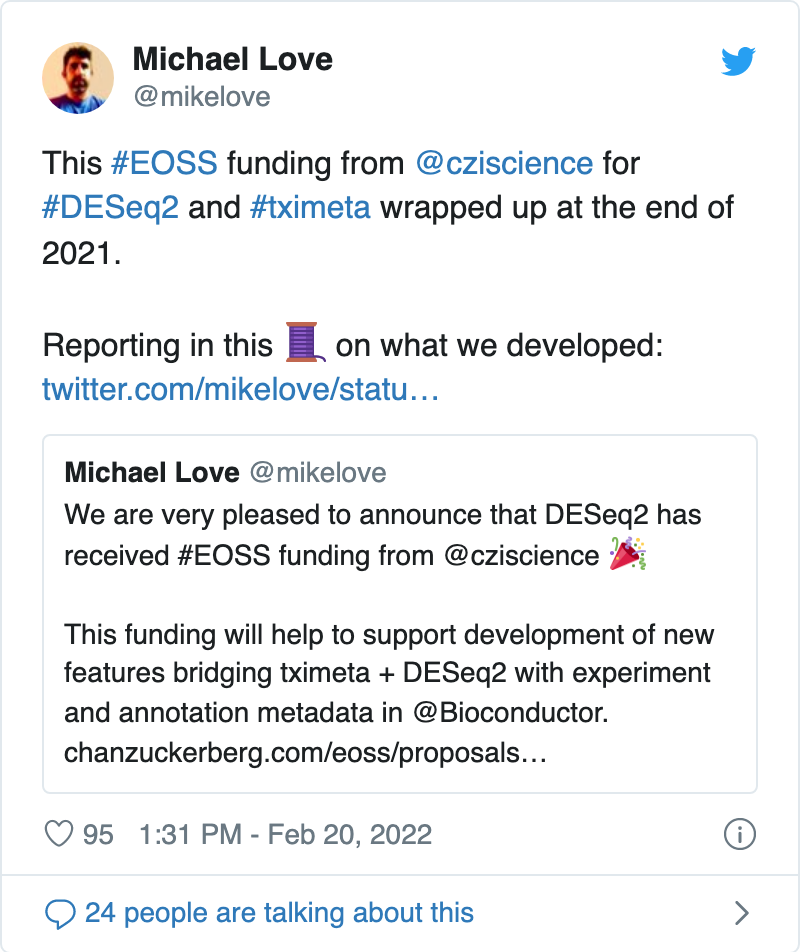 Michael Love
@mikelove
This #EOSS funding from @cziscience for
#DESeq2 and #tximeta wrapped up at the end of
2021.
Reporting in this 🧵 on what we developed:
twitter.com/mikelove/statu…
Michael Love @mikelove
We are very pleased to announce that DESeq2 has
received #EOSS funding from @cziscience 🎉
This funding will help to support development of new
features bridging tximeta + DESeq2 with experiment
and annotation metadata in @Bioconductor.
chanzuckerberg.com/eoss/proposals…
95 1:31 PM - Feb 20, 2022
24 people are talking about this